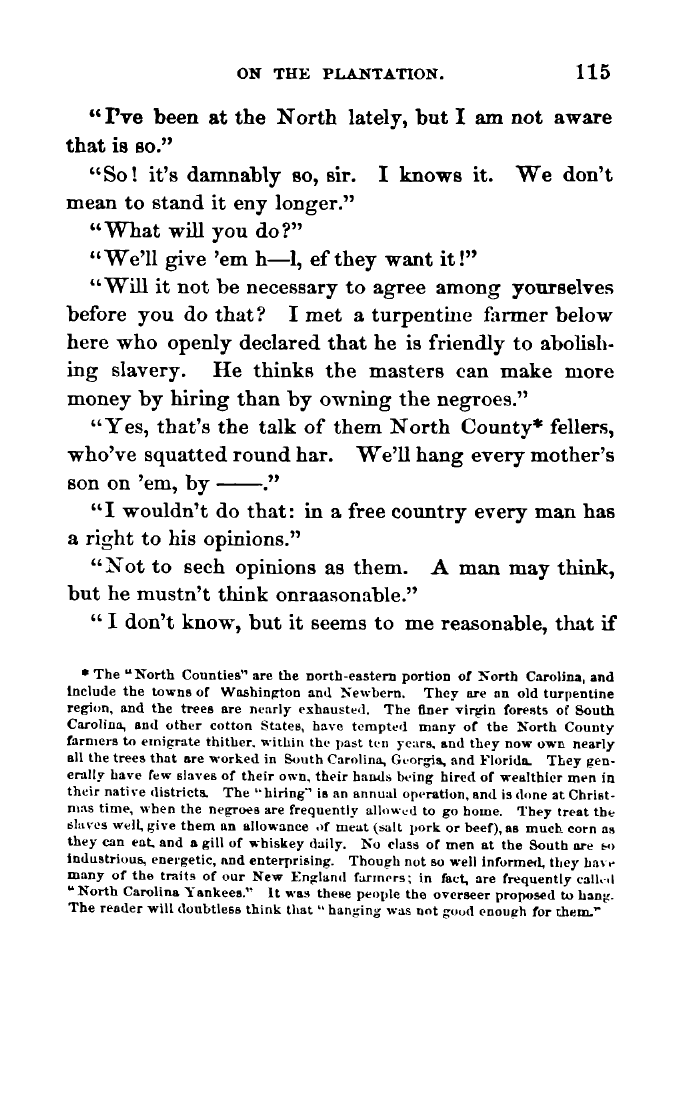 ON THE PLANTATION. 115
"I've been at the North lately, but I am not aware
that is so."
"So! it's damnably so, sir. I knows it. We don't
mean to stand it eny longer."
"What will you do?"
"We'll give 'em h—l, ef they want it!"
"Will it not be necessary to agree among yourselves
before you do that? I met a turpentine farmer below
here who openly declared that he is friendly to abolish-
ing slavery. He thinks the masters can make more
money by hiring than by owning the negroes."
"Yes, that's the talk of them North County* fellers,
who've squatted round har. We'll hang every mother's
son on 'em, by ——."
"I wouldn't do that: in a free country every man has
a right to his opinions."
"Not to sech opinions as them. A man may think,
but he mustn't think onraasonable."
"I don't know, but it seems to me reasonable, that if
* The "North Counties" are the north-eastern portion of North Carolina, and
include the towns of Washington and Newbern. They are an old turpentine
region, and the trees are nearly exhausted. The finer virgin forests of South
Carolina, and other cotton States, have tempted many of the North County
farmers to emigrate thither, within the past ten years, and they now own nearly
all the trees that are worked in South Carolina, Georgia, and Florida. They gen-
erally have few slaves of their own, their hands being hired of wealthier men in
their native districts. The "hiring" is an annual operation, and is done at Christ-
mas time, when the negroes are frequently allowed to go home. They treat the
slaves well, give them an allowance of meat (salt pork or beef), as much corn as
they can eat, and a gill of whiskey daily. No class of men at the South are so
industrious, energetic, and enterprising. Though not so well informed, they have
many of the traits of our New England farmers; in fact, are frequently called
"North Carolina Yankees." It was these people the overseer proposed to hang.
The reader will doubtless think that "hanging was not good enough for them."